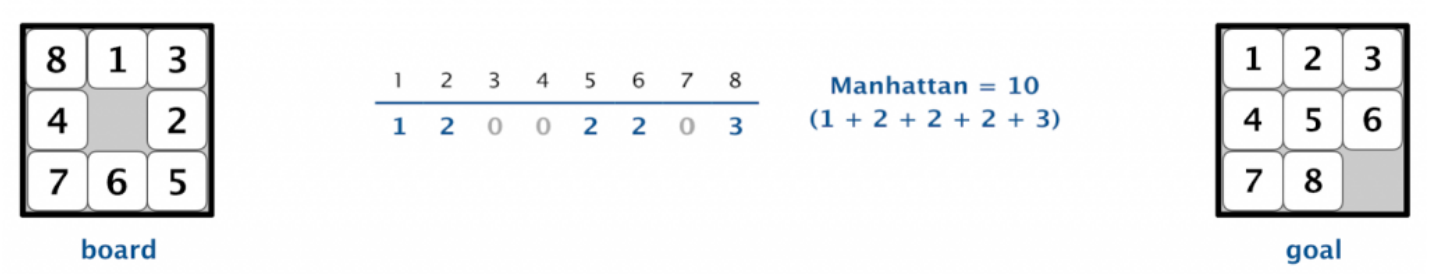 8 1 3
4 2
7 6 5
board
1 2 3 4 5 6 7 8
1 2 0 0 2 2 0 3
Manhattan = 10
(1 + 2 + 2 + 2 + 3)
1 2 3
4 5 6
7 8
goal